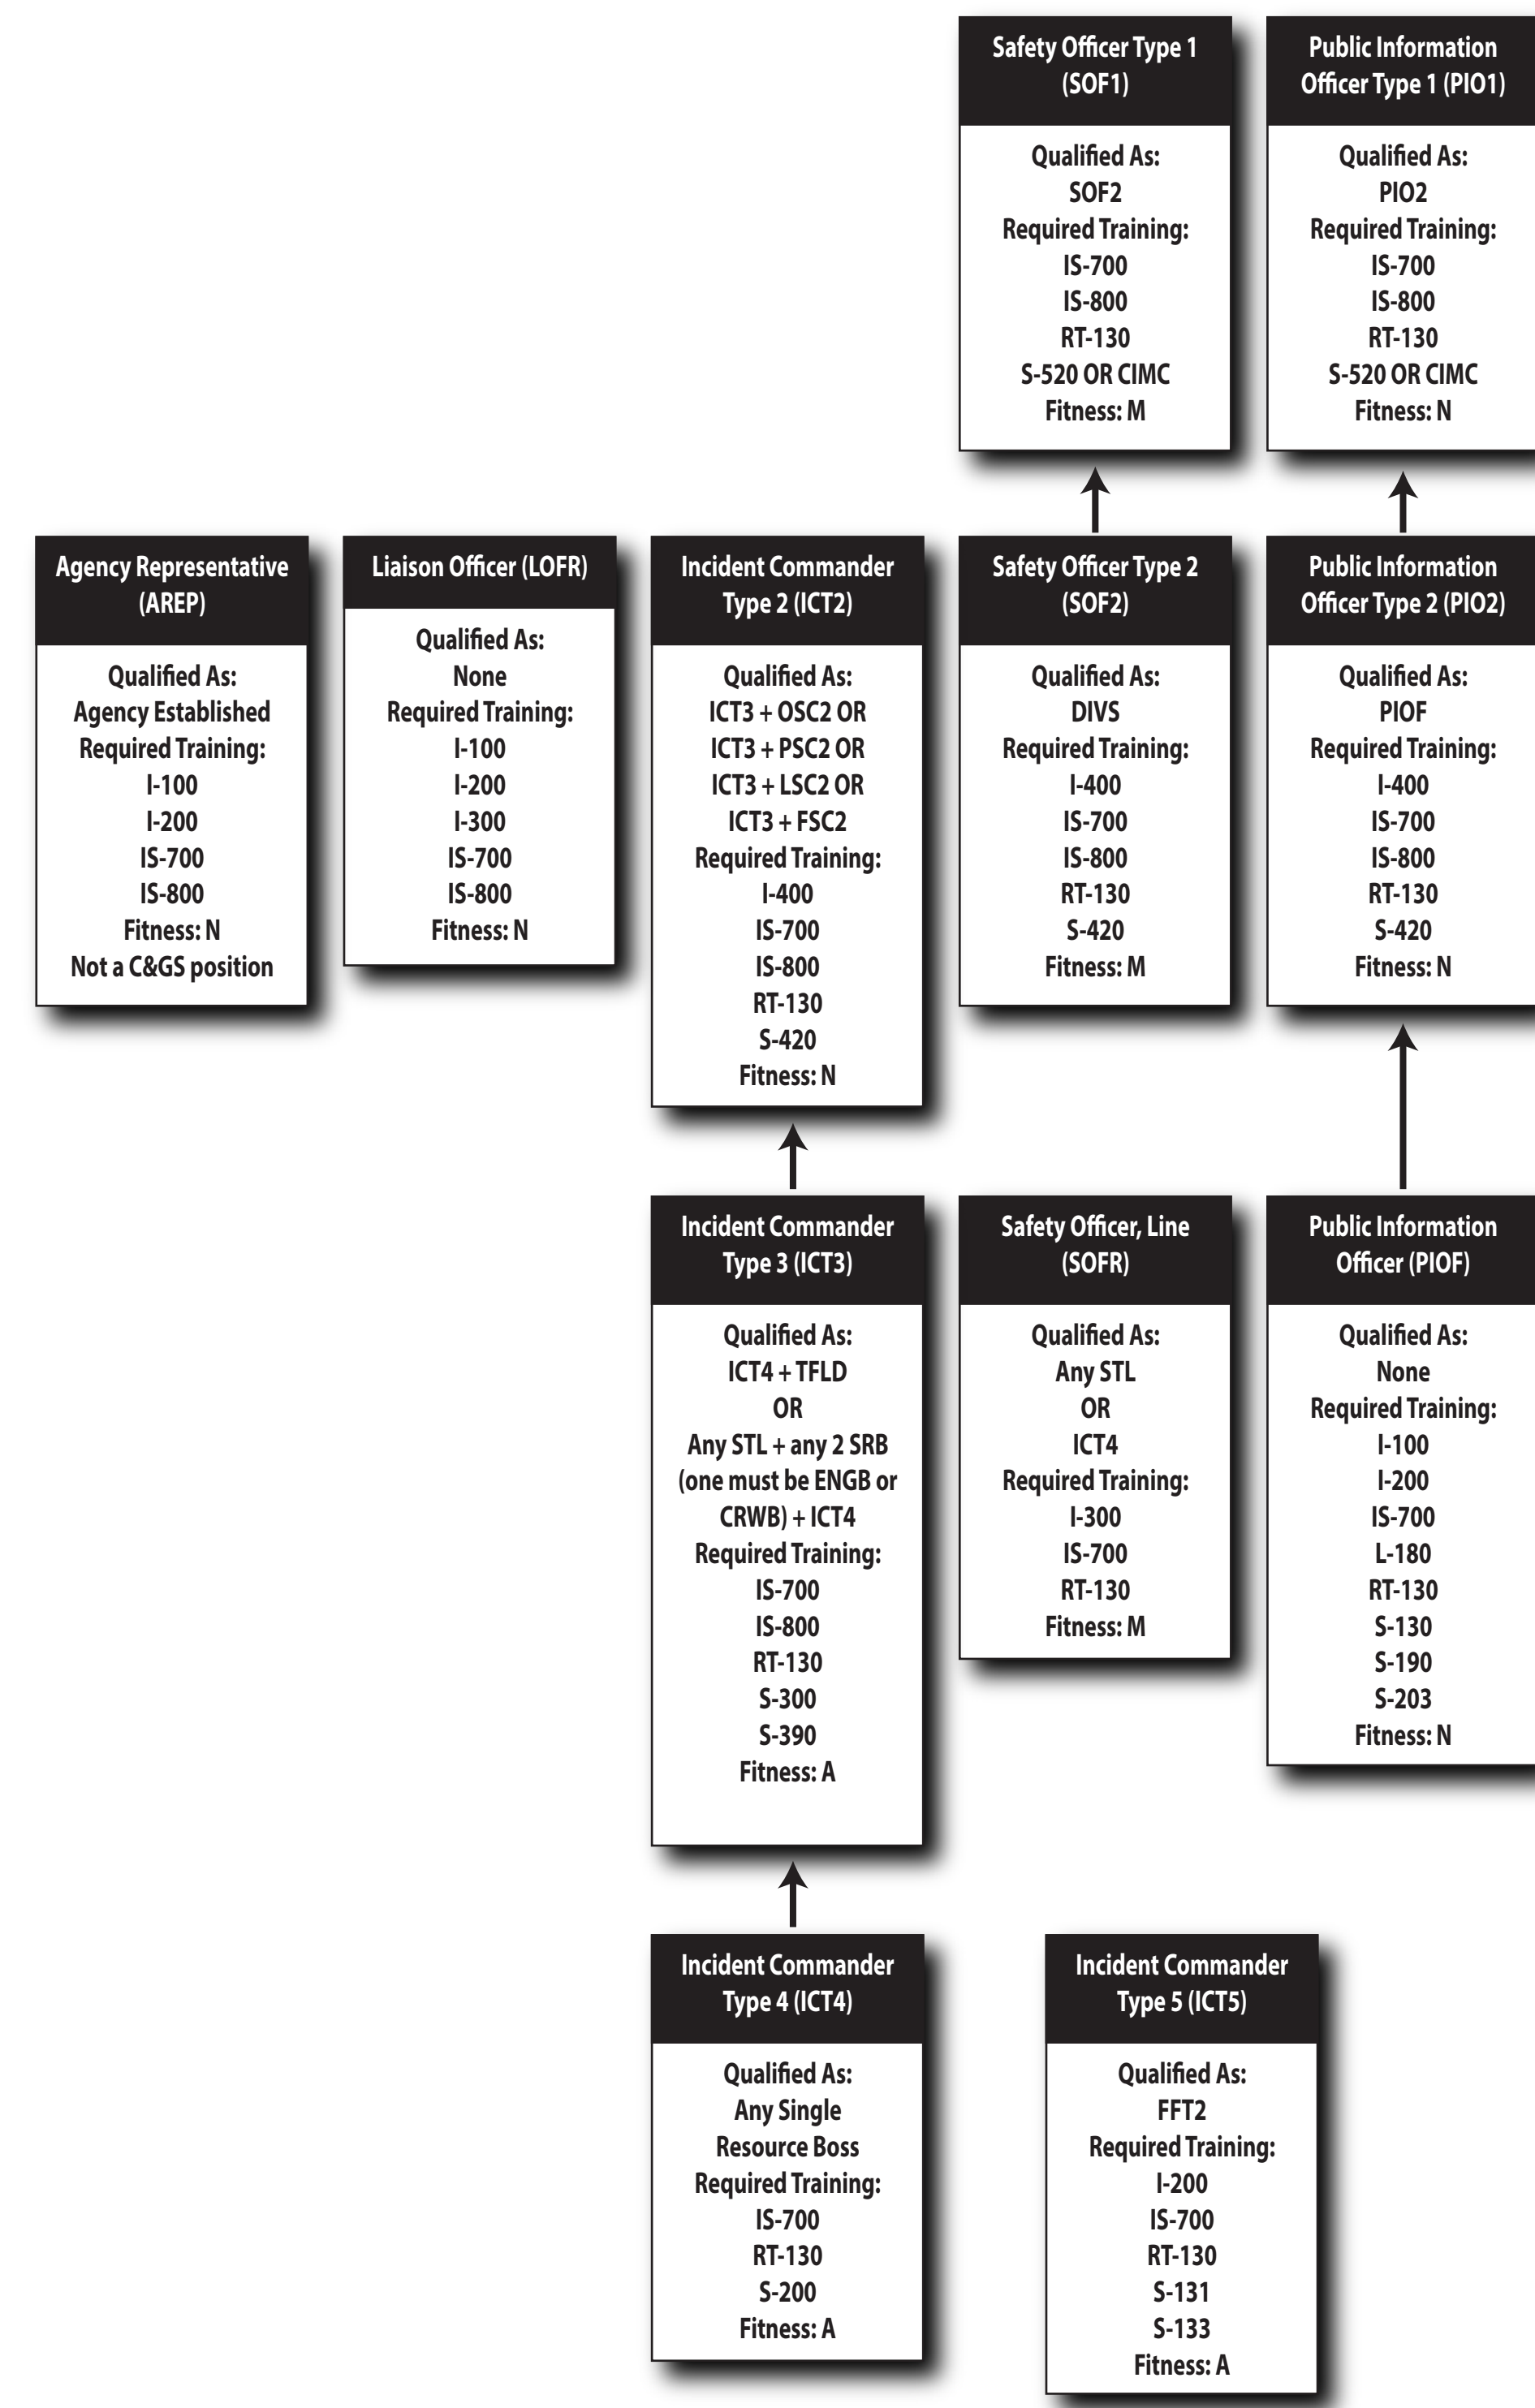 Safety Officer Type 1
(SOF1)
Qualified As:
SOF2
Required Training:
IS-700
IS-800
RT-130
S-520 OR CIMC
Fitness: M
Public Information
Officer Type 1 (PIO1)
Qualified As:
PIO2
Required Training:
IS-700
IS-800
RT-130
S-520 OR CIMC
Fitness: N
Agency Representative
(AREP)
Qualified As:
Agency Established
Required Training:
I-100
I-200
IS-700
IS-800
Fitness: N
Not a C&GS position
Liaison Officer (LOFR)
Qualified As:
None
Required Training:
I-100
I-200
I-300
IS-700
IS-800
Fitness: N
Incident Commander
Type 2 (ICT2)
Qualified As:
ICT3 + OSC2 OR
ICT3 + PSC2 OR
ICT3 + LSC2 OR
ICT3 + FSC2
Required Training:
I-400
IS-700
IS-800
RT-130
S-420
Fitness: N
Safety Officer Type 2
(SOF2)
Qualified As:
DIVS
Required Training:
I-400
IS-700
IS-800
RT-130
S-420
Fitness: M
Public Information
Officer Type 2 (PIO2)
Qualified As:
PIOF
Required Training:
I-400
IS-700
IS-800
RT-130
S-420
Fitness: N
Incident Commander
Type 3 (ICT3)
Qualified As:
ICT4 + TFLD
OR
Any STL + any 2 SRB
(one must be ENGB or
CRWB) + ICT4
Required Training:
IS-700
IS-800
RT-130
S-300
S-390
Fitness: A
Safety Officer, Line
(SOFR)
Qualified As:
Any STL
OR
ICT4
Required Training:
I-300
IS-700
RT-130
Fitness: M
Public Information
Officer (PIOF)
Qualified As:
None
Required Training:
I-100
I-200
IS-700
L-180
RT-130
S-130
S-190
S-203
Fitness: N
Incident Commander
Type 4 (ICT4)
Qualified As:
Any Single
Resource Boss
Required Training:
IS-700
RT-130
S-200
Fitness: A
Incident Commander
Type 5 (ICT5)
Qualified As:
FFT2
Required Training:
I-200
IS-700
RT-130
S-131
S-133
Fitness: A